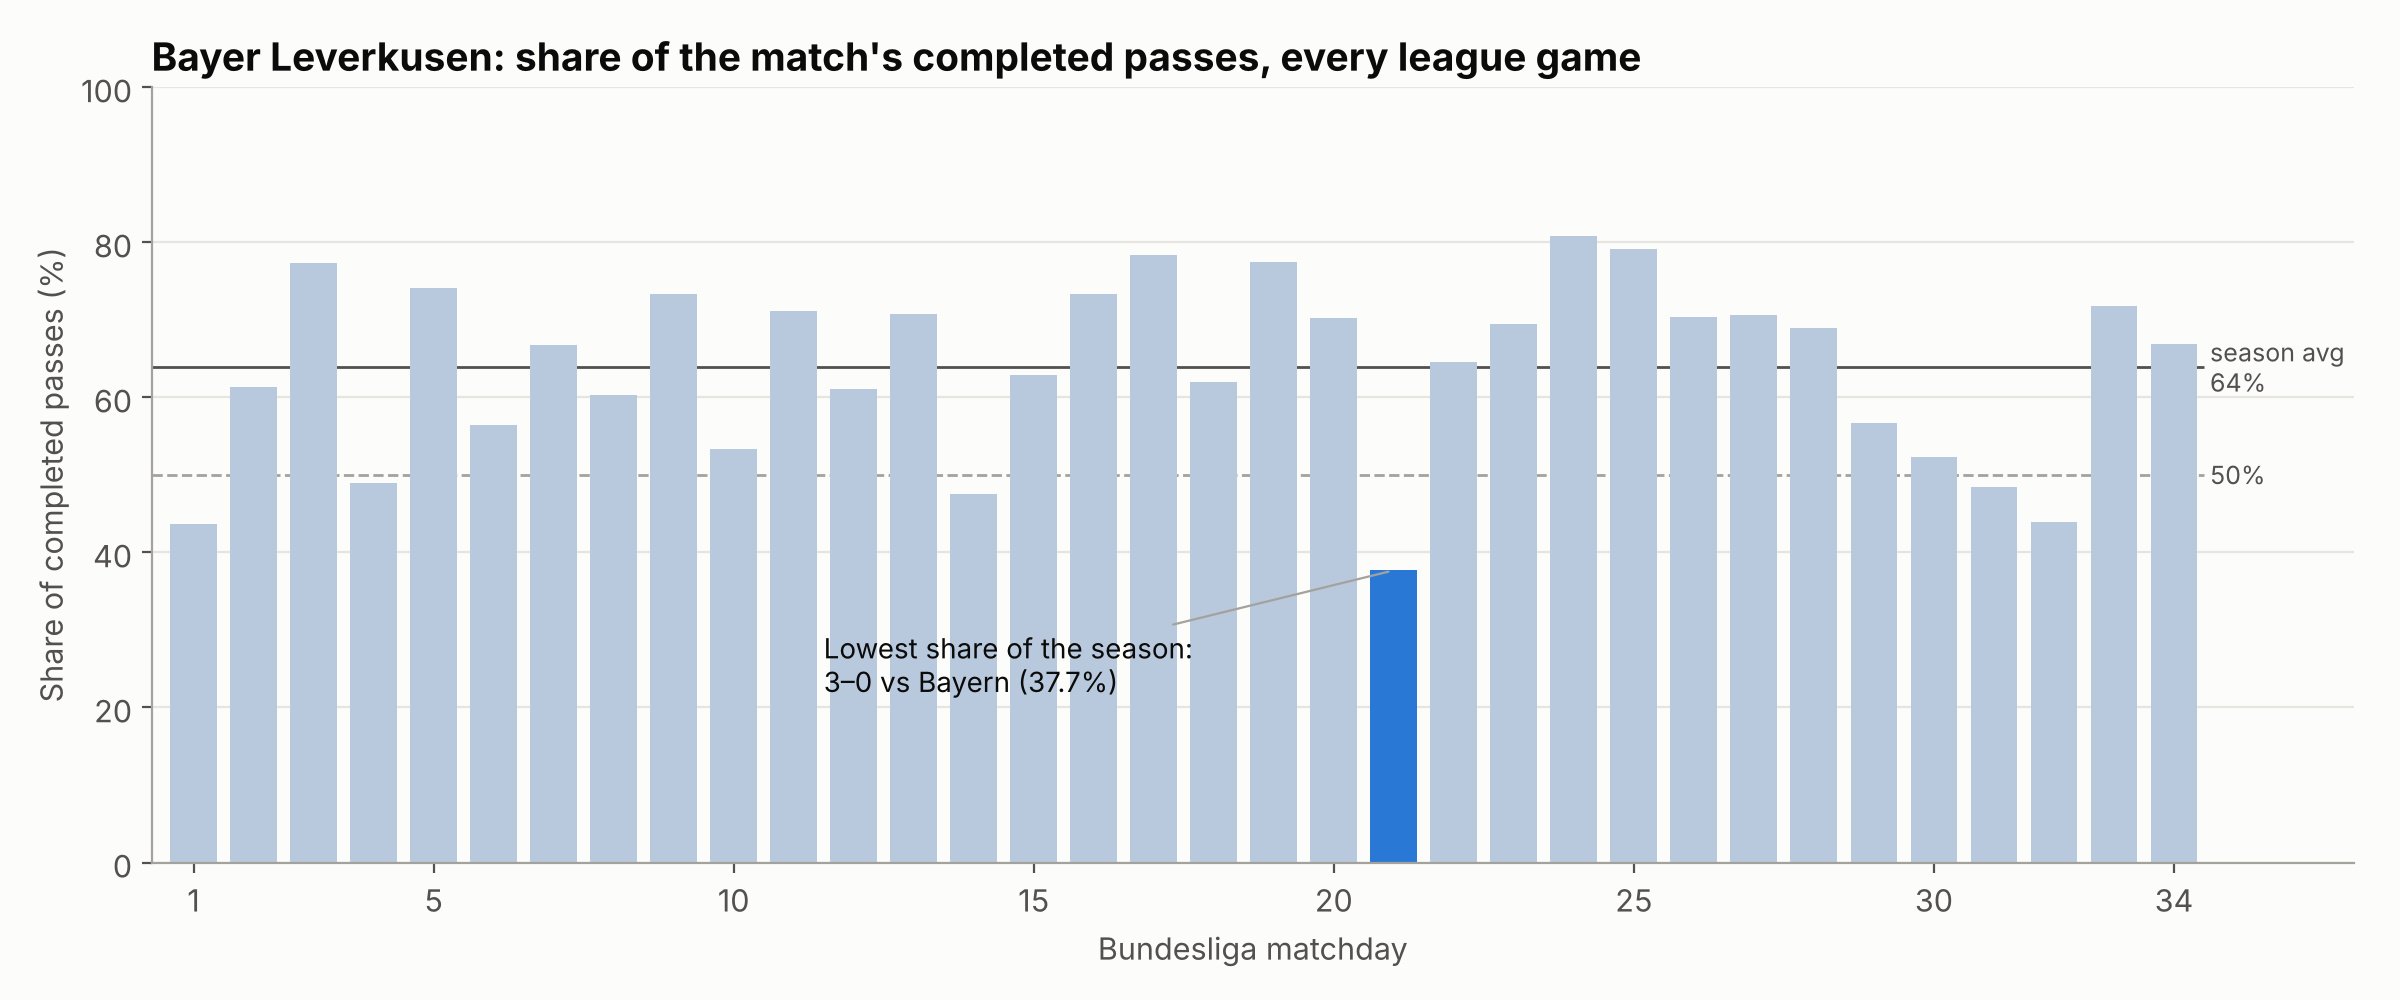 Bayer Leverkusen: share of the match's completed passes, every league game
Share of completed passes (%)
100
80
60
40
20
0
season avg
64%
50%
Lowest share of the season:
3–0 vs Bayern (37.7%)
1 5 10 15 20 25 30 34
Bundesliga matchday